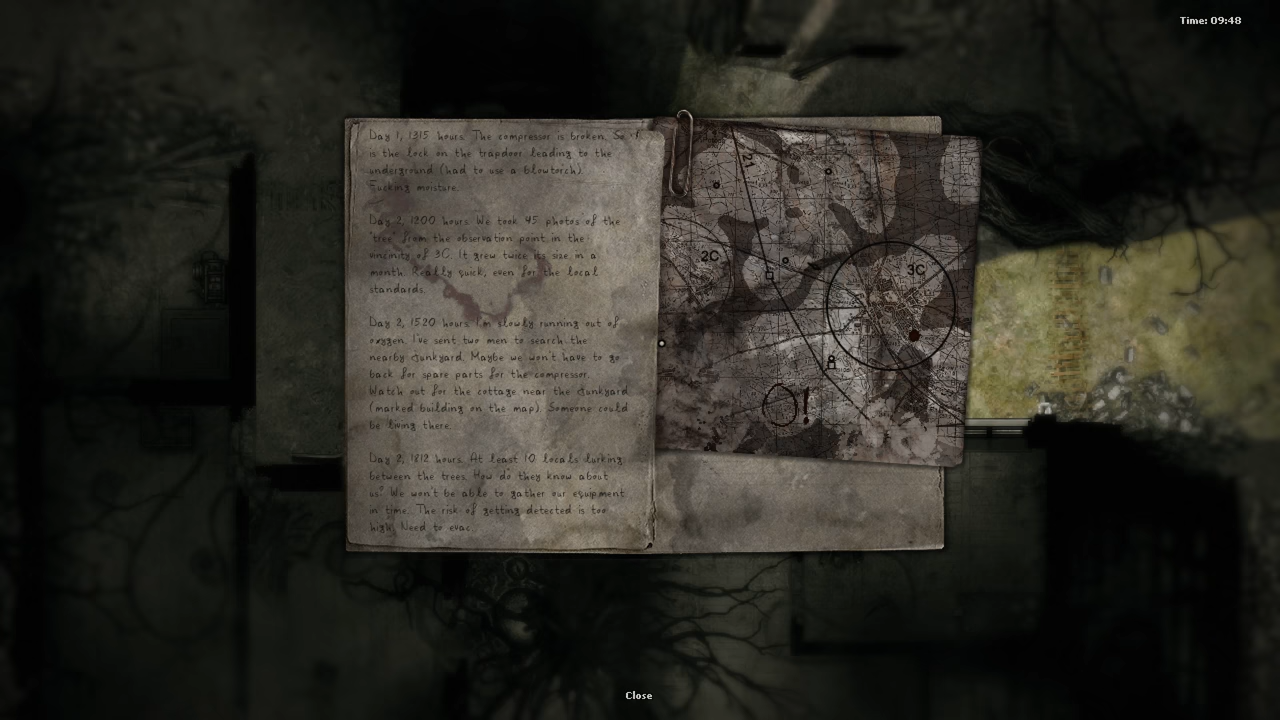 Time: 09:48
Day 1, 1315 hours. The compressor is broken. So
is the lock on the trapdoor leading to the
underground (had to use a blowtorch).
Fucking moisture.
Day 2, 1200 hours. We took 45 photos of the
"tree" from the observation point in the
vincinity of 3C. It grew twice its size in a
month. Really quick, even for the local
standards.
Day 2, 1520 hours. I'm slowly running out of
oxygen. I've sent two men to search the
nearby junkyard. Maybe we won't have to go
back for spare parts for the compressor.
Watch out for the cottage near the junkyard
(marked building on the map). Someone could
be living there.
Day 2, 1812 hours. At least 10 locals lurking
between the trees. How do they know about
us? We won't be able to gather our equipment
in time. The risk of getting detected is too
high. Need to evac.
21
2C
3C
O!
Close